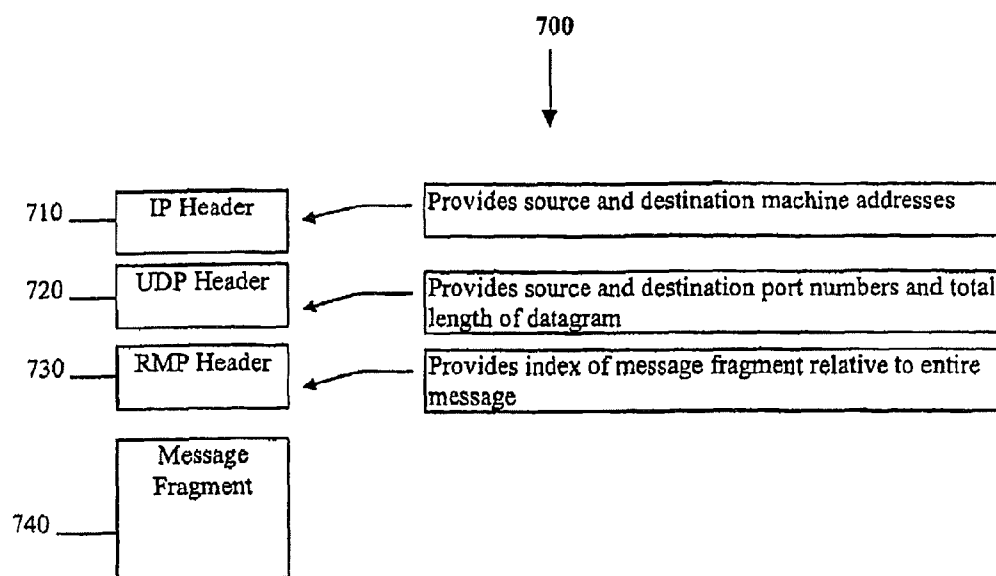 700
710
IP Header
Provides source and destination machine addresses
720
UDP Header
Provides source and destination port numbers and total
length of datagram
730
RMP Header
Provides index of message fragment relative to entire
message
Message
Fragment
740